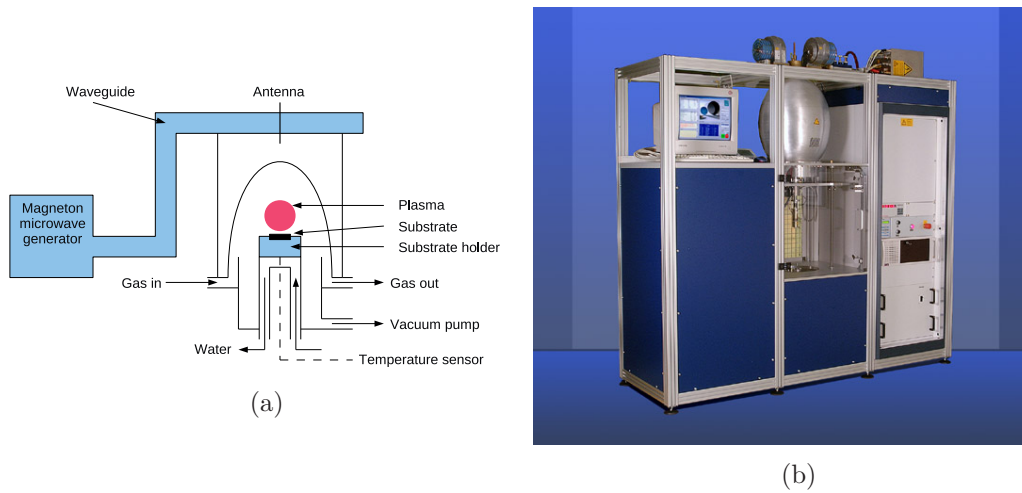 Waveguide
Antenna
Magneton
microwave
generator
Plasma
Substrate
Substrate holder
Gas in
Gas out
Vacuum pump
Water
Temperature sensor
(a)
(b)